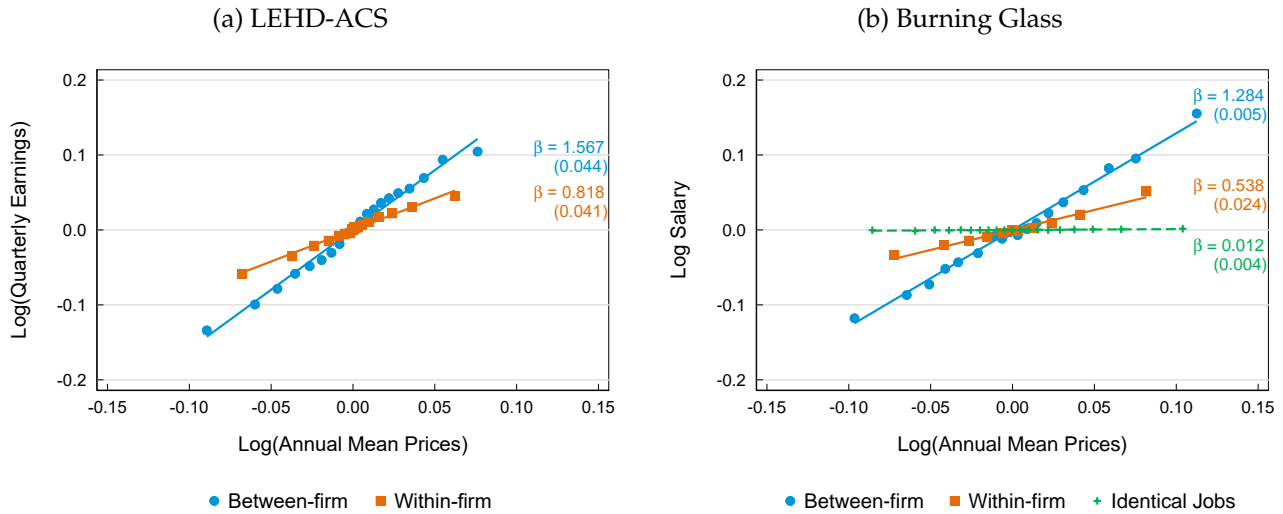 (a) LEHD-ACS
Log(Quarterly Earnings)
0.2
0.1
0.0
-0.1
-0.2
β = 1.567
(0.044)
β = 0.818
(0.041)
-0.15 -0.10 -0.05 0.00 0.05 0.10 0.15
Log(Annual Mean Prices)
Between-firm Within-firm
(b) Burning Glass
Log Salary
0.2
0.1
0.0
-0.1
-0.2
β = 1.284
(0.005)
β = 0.538
(0.024)
β = 0.012
(0.004)
-0.15 -0.10 -0.05 0.00 0.05 0.10 0.15
Log(Annual Mean Prices)
Between-firm Within-firm Identical Jobs